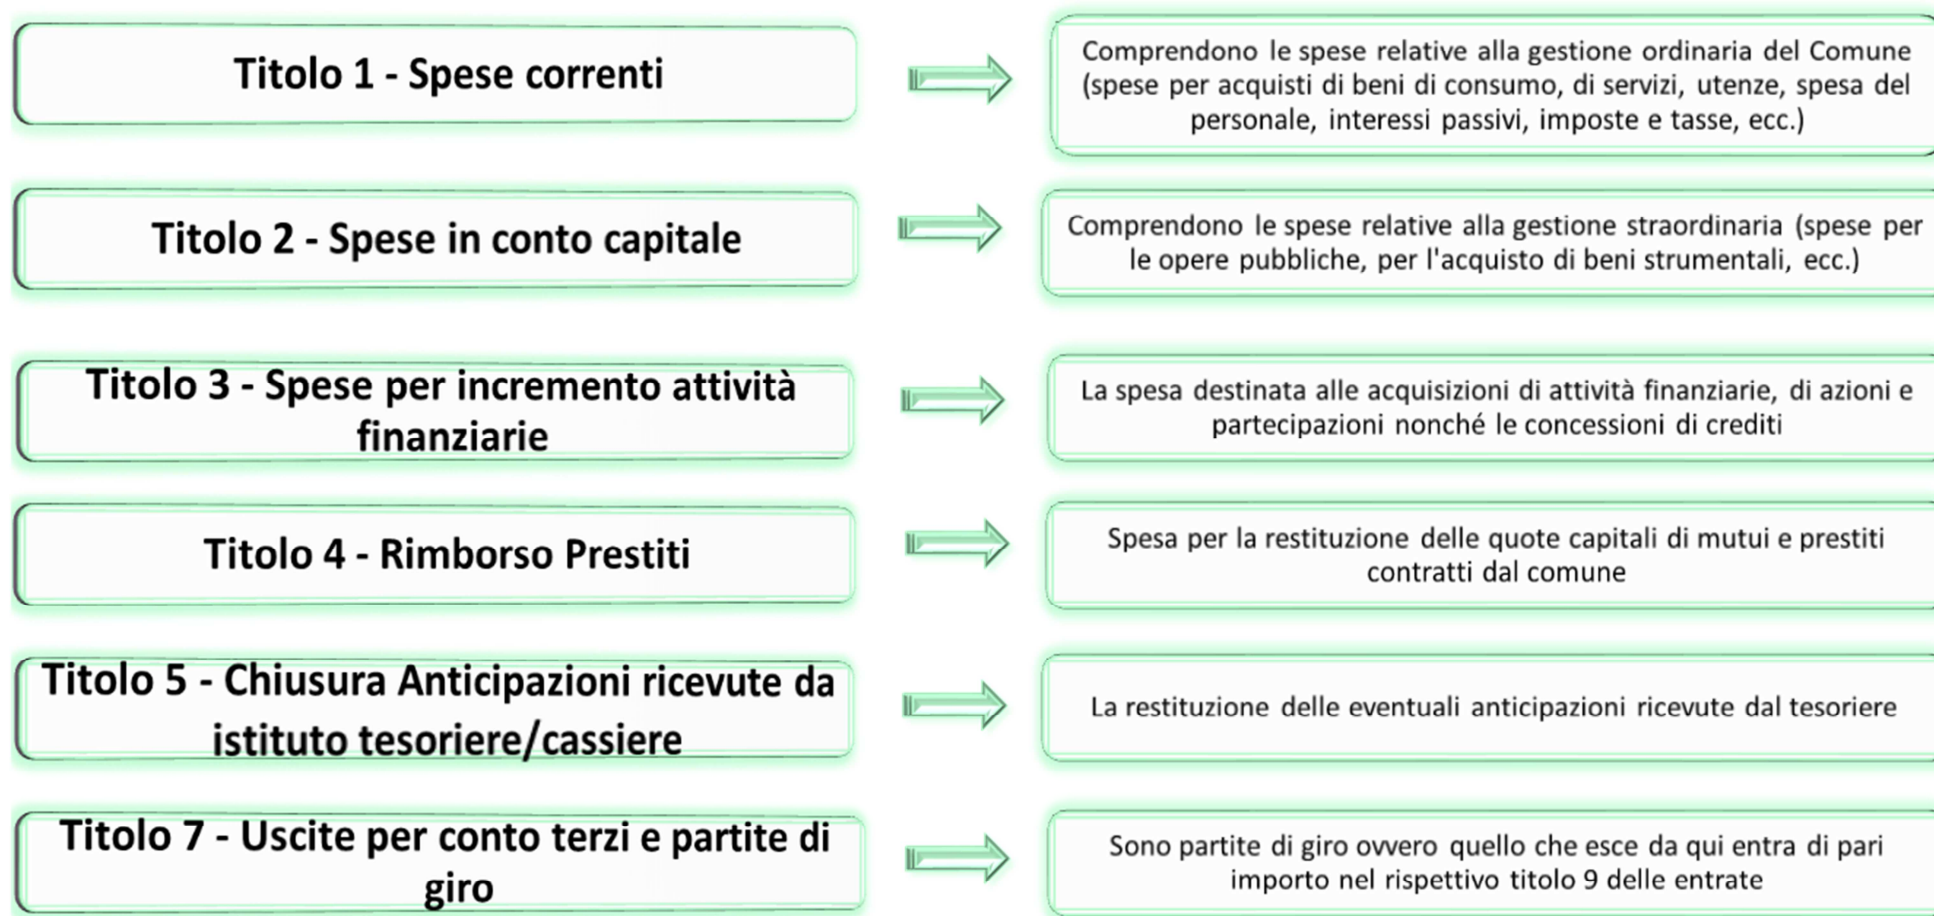 Titolo 1 - Spese correnti
Comprendono le spese relative alla gestione ordinaria del Comune
(spese per acquisti di beni di consumo, di servizi, utenze, spesa del
personale, interessi passivi, imposte e tasse, ecc.)
Titolo 2 - Spese in conto capitale
Comprendono le spese relative alla gestione straordinaria (spese per
le opere pubbliche, per l'acquisto di beni strumentali, ecc.)
Titolo 3 - Spese per incremento attività
finanziarie
La spesa destinata alle acquisizioni di attività finanziarie, di azioni e
partecipazioni nonché le concessioni di crediti
Titolo 4 - Rimborso Prestiti
Spesa per la restituzione delle quote capitali di mutui e prestiti
contratti dal comune
Titolo 5 - Chiusura Anticipazioni ricevute da
istituto tesoriere/cassiere
La restituzione delle eventuali anticipazioni ricevute dal tesoriere
Titolo 7 - Uscite per conto terzi e partite di
giro
Sono partite di giro ovvero quello che esce da qui entra di pari
importo nel rispettivo titolo 9 delle entrate